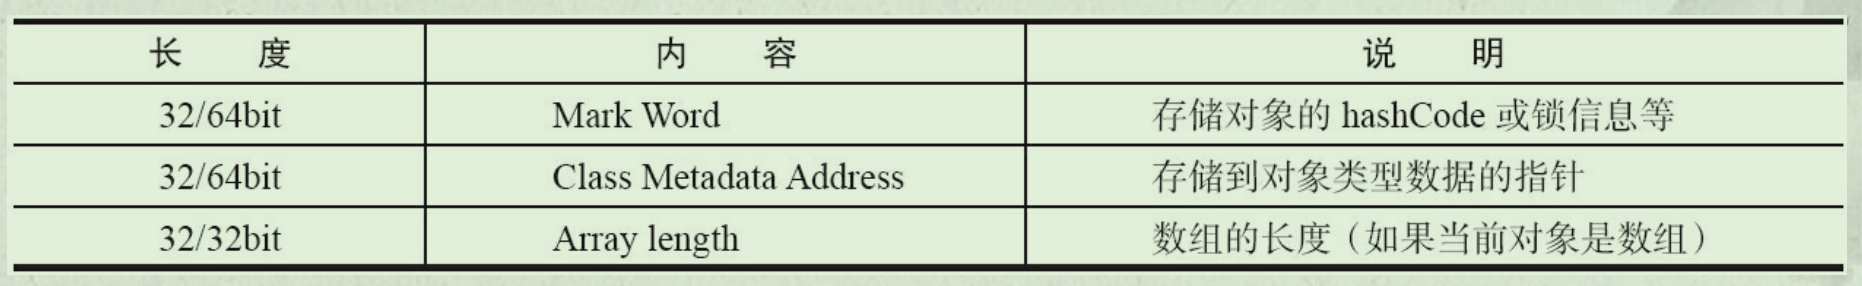 长 度 内 容 说 明
32/64bit Mark Word 存储对象的 hashCode 或锁信息等
32/64bit Class Metadata Address 存储到对象类型数据的指针
32/32bit Array length 数组的长度（如果当前对象是数组）